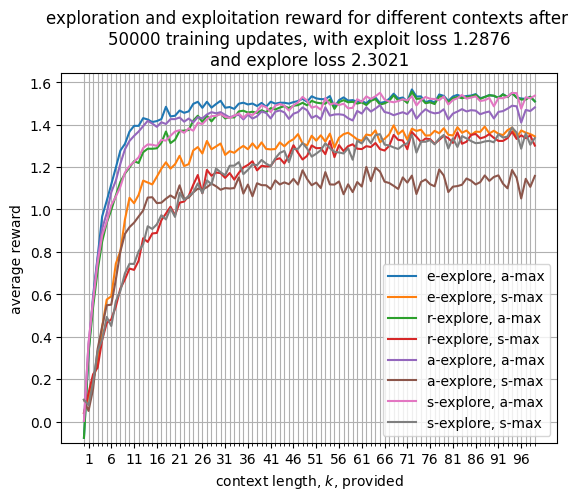 exploration and exploitation reward for different contexts after
50000 training updates, with exploit loss 1.2876
and explore loss 2.3021
1.6
1.4
1.2
1.0
0.8
0.6
0.4
0.2
0.0
average reward
e-explore, a-max
e-explore, s-max
r-explore, a-max
r-explore, s-max
a-explore, a-max
a-explore, s-max
s-explore, a-max
s-explore, s-max
1 6 11 16 21 26 31 36 41 46 51 56 61 66 71 76 81 86 91 96
context length, k, provided